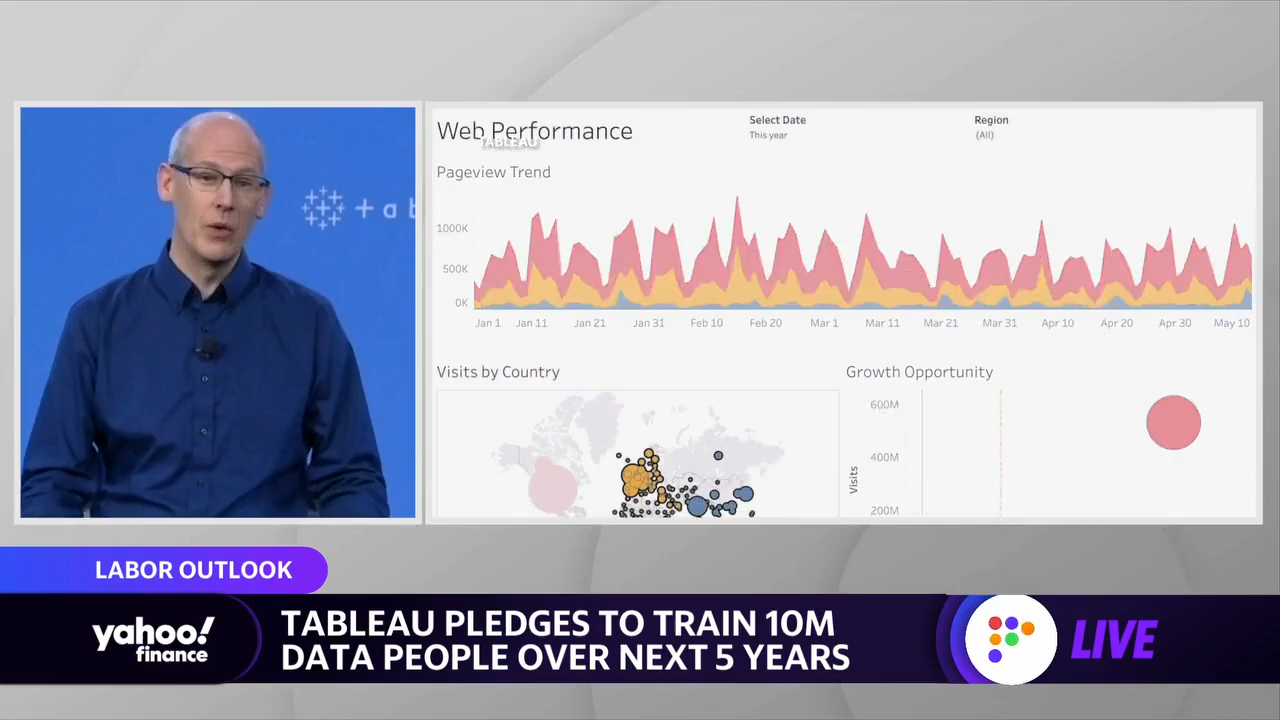 + a b
Web Performance
TABLEAU
Select Date
This year
Region
(All)
Pageview Trend
1000K
500K
0K
Jan 1 Jan 11 Jan 21 Jan 31 Feb 10 Feb 20 Mar 1 Mar 11 Mar 21 Mar 31 Apr 10 Apr 20 Apr 30 May 10
Visits by Country
Growth Opportunity
600M
400M
200M
Visits
LABOR OUTLOOK
yahoo!
finance
TABLEAU PLEDGES TO TRAIN 10M
DATA PEOPLE OVER NEXT 5 YEARS
LIVE